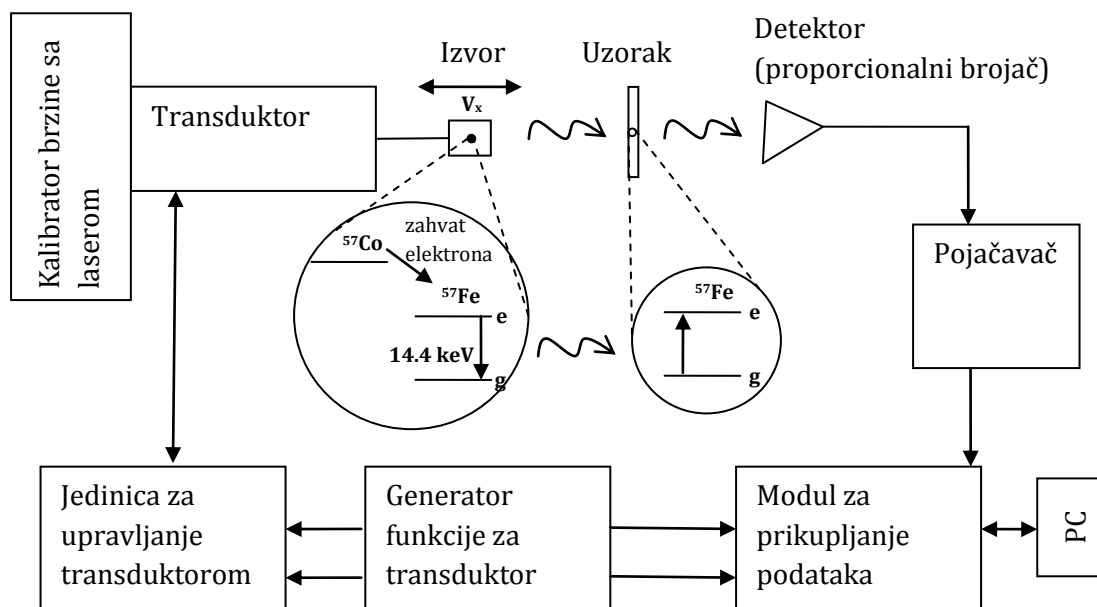 Kalibrator brzine sa
laserom
Transduktor
Izvor
Vₓ
Uzorak
Detektor
(proporcionalni brojač)
⁵⁷Co
zahvat
elektrona
⁵⁷Fe
e
14.4 keV
g
⁵⁷Fe
e
g
Pojačavač
Jedinica za
upravljanje
transduktorom
Generator
funkcije za
transduktor
Modul za
prikupljanje
podataka
PC